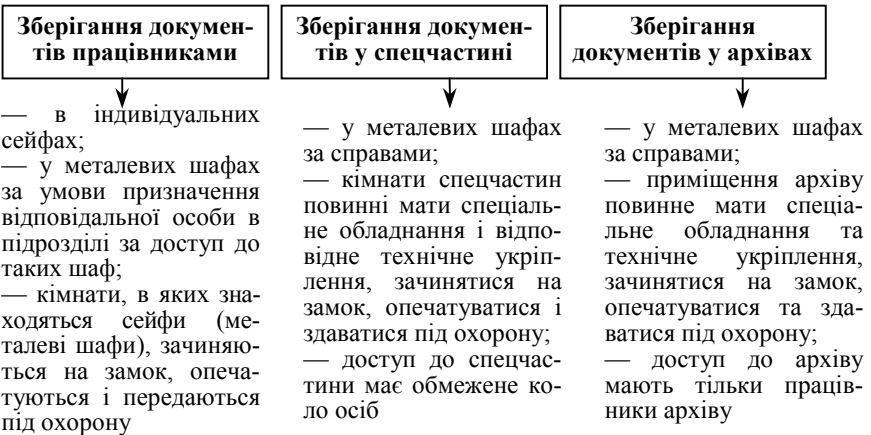 Зберігання докумен-
тів працівниками
— в індивідуальних
сейфах;
— у металевих шафах
за умови призначення
відповідальної особи в
підрозділі за доступ до
таких шаф;
— кімнати, в яких зна-
ходяться сейфи (ме-
талеві шафи), зачиняю-
ться на замок, опеча-
туються і передаються
під охорону
Зберігання докумен-
тів у спецчастині
— у металевих шафах
за справами;
— кімнати спецчастин
повинні мати спеціаль-
не обладнання і відпо-
відне технічне укріп-
лення, зачинятися на
замок, опечатуватися і
здаватися під охорону;
— доступ до спецчас-
тини має обмежене ко-
ло осіб
Зберігання
документів у архівах
— у металевих шафах
за справами;
— приміщення архіву
повинне мати спеціа-
льне обладнання та
технічне укріплення,
зачинятися на замок,
опечатуватися та зда-
ватися під охорону;
— доступ до архіву
мають тільки праців-
ники архіву